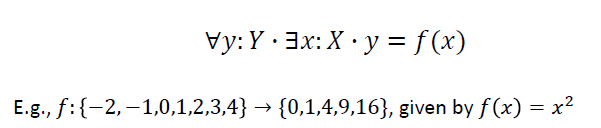 ∀y: Y · ∃x: X · y = f(x)
E.g., f: {−2, −1,0,1,2,3,4} → {0,1,4,9,16}, given by f(x) = x²